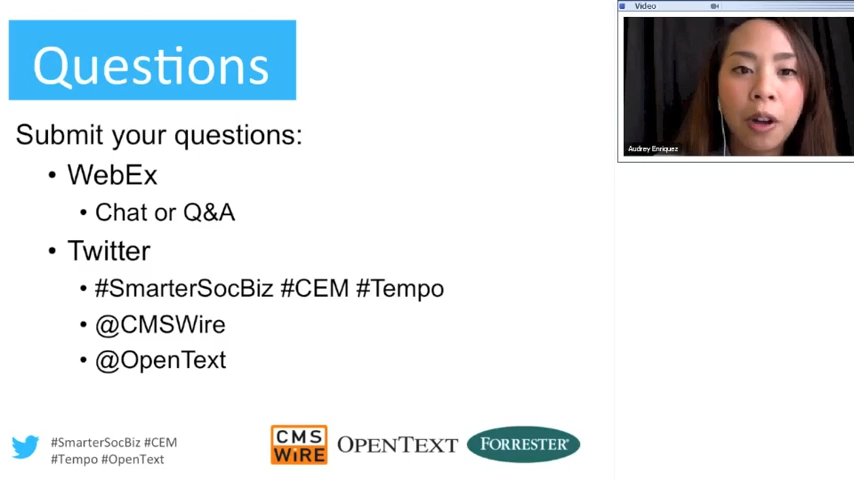 Questions
Submit your questions:
• WebEx
• Chat or Q&A
• Twitter
• #SmarterSocBiz #CEM #Tempo
• @CMSWire
• @OpenText
#SmarterSocBiz #CEM
#Tempo #OpenText
CMS
WiRE
OPENTEXT
FORRESTER®
Video
Audrey Enriquez